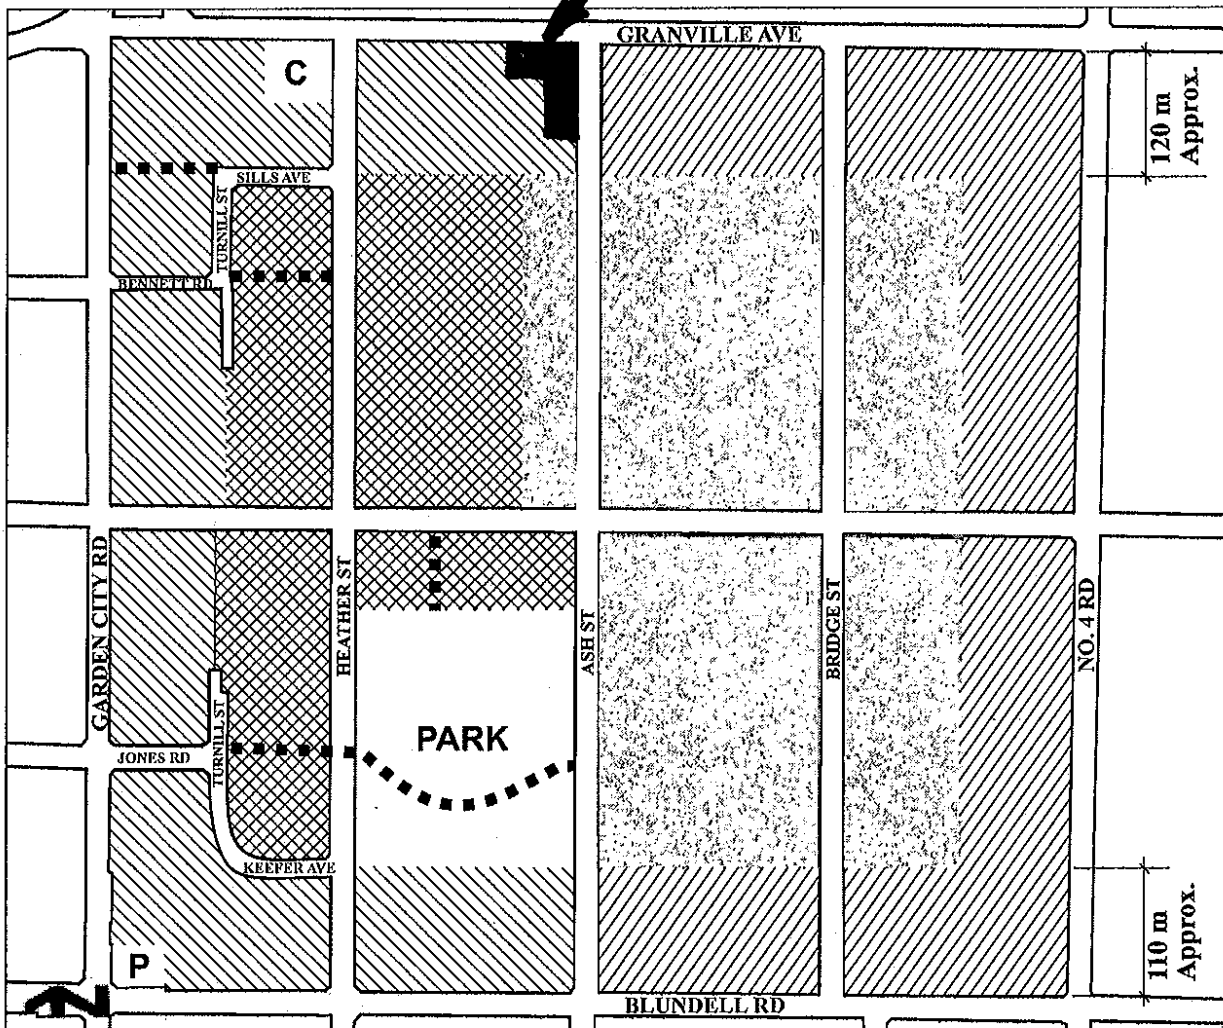 GRANVILLE AVE
C
120 m
Approx.
SILLS AVE
TURNILL ST
BENNETT RD
GARDEN CITY RD
HEATHER ST
ASH ST
BRIDGE ST
NO. 4 RD
PARK
JONES RD
TURNILL ST
KEEFER AVE
P
110 m
Approx.
BLUNDELL RD
N